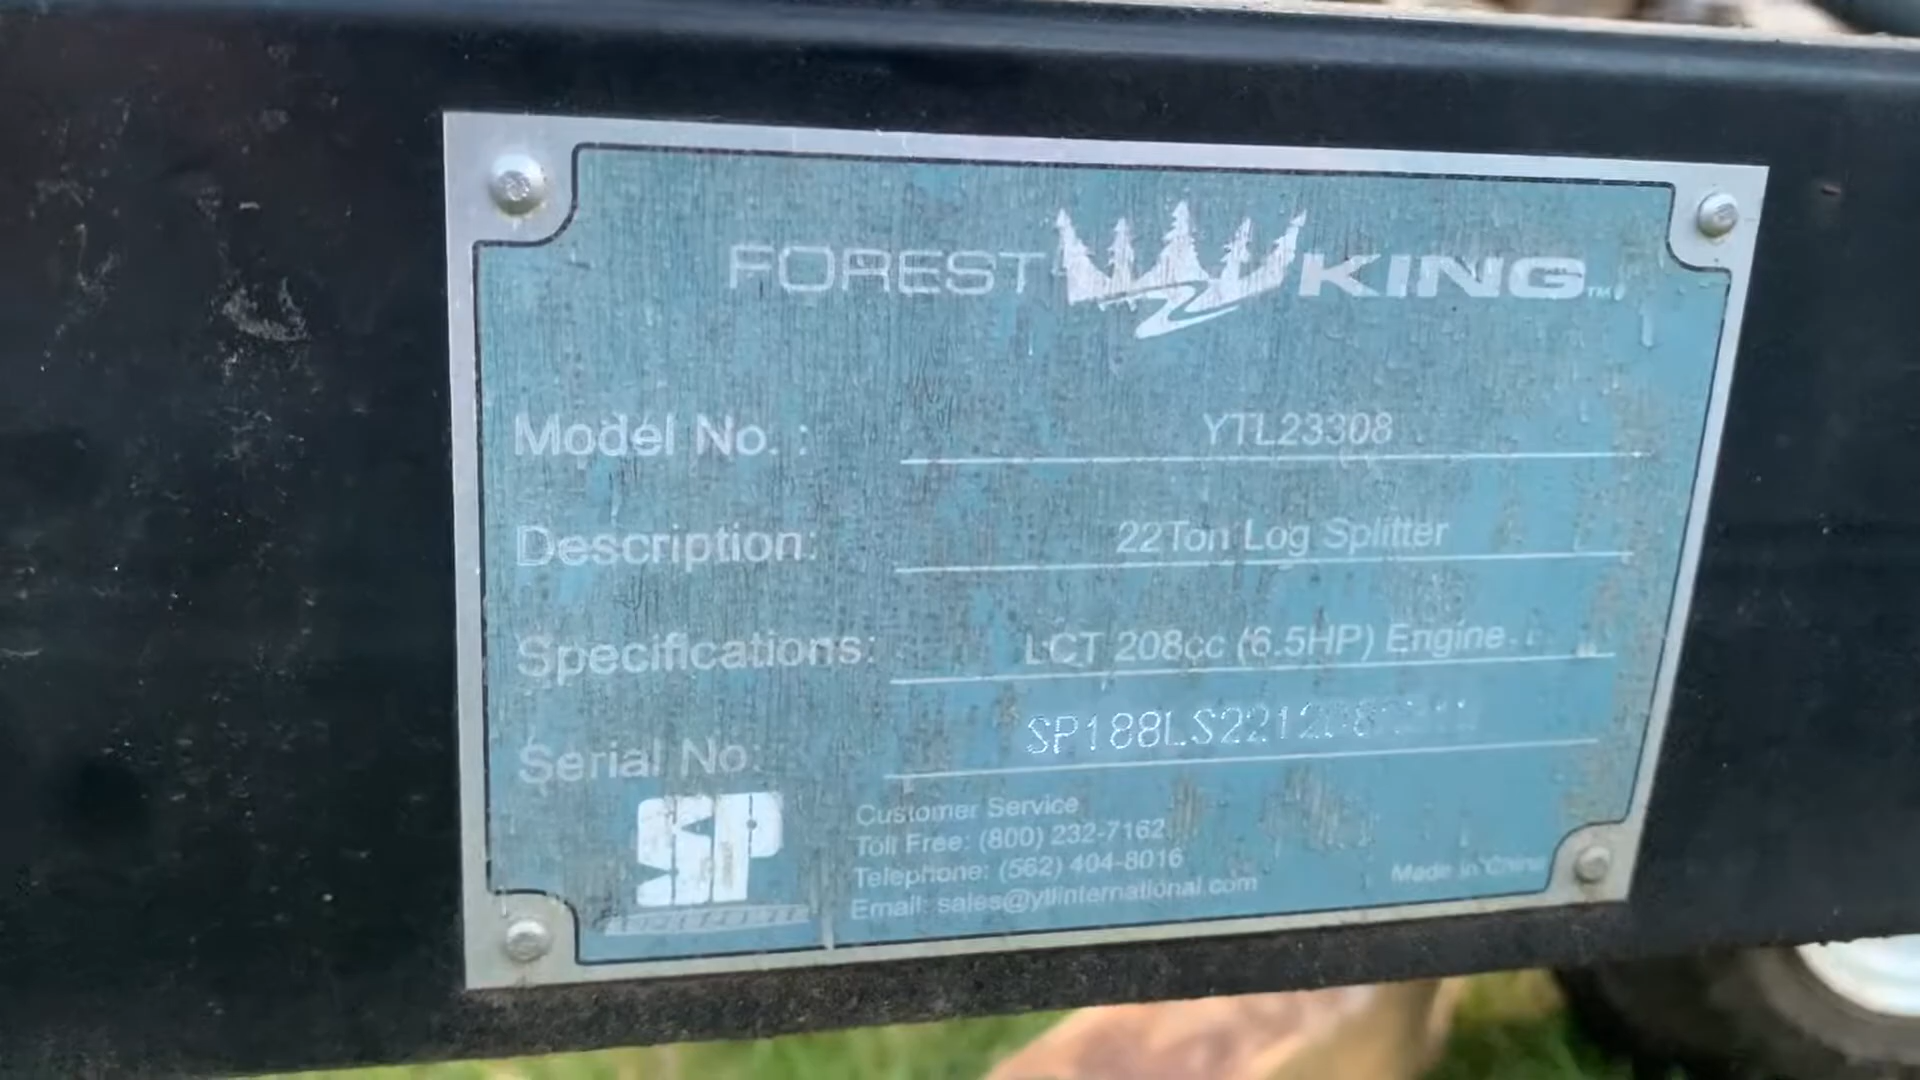 FOREST KING™
Model No. : YTL23308
Description: 22Ton Log Splitter
Specifications: LCT 208cc (6.5HP) Engine
Serial No:
SP
Customer Service
Toll Free: (800) 232-7162
Telephone: (562) 404-8016
Email: sales@ytlinternational.com
Made in China